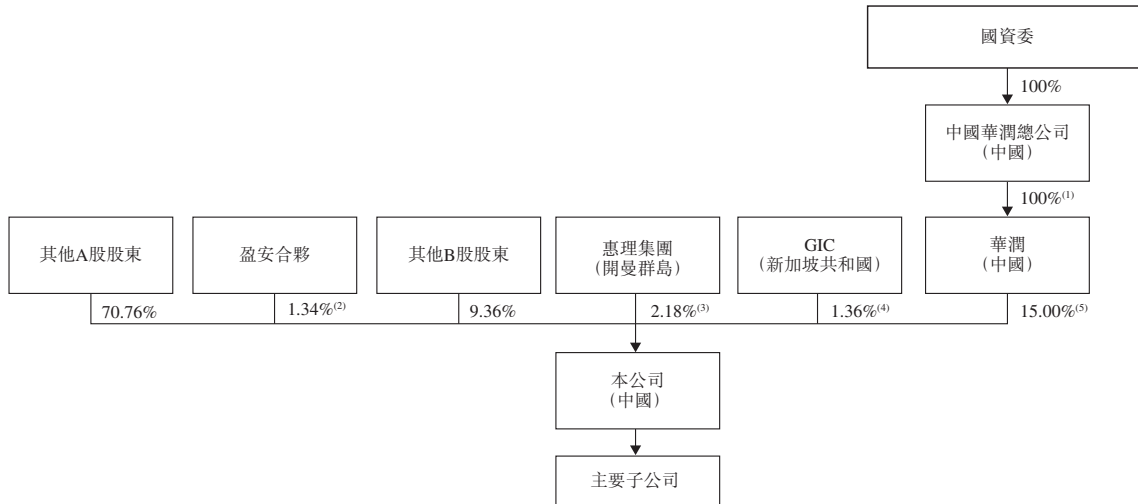 國資委
100%
中國華潤總公司
（中國）
100%(1)
其他A股股東
盈安合夥
其他B股股東
惠理集團
（開曼群島）
GIC
（新加坡共和國）
華潤
（中國）
70.76%
1.34%(2)
9.36%
2.18%(3)
1.36%(4)
15.00%(5)
本公司
（中國）
主要子公司